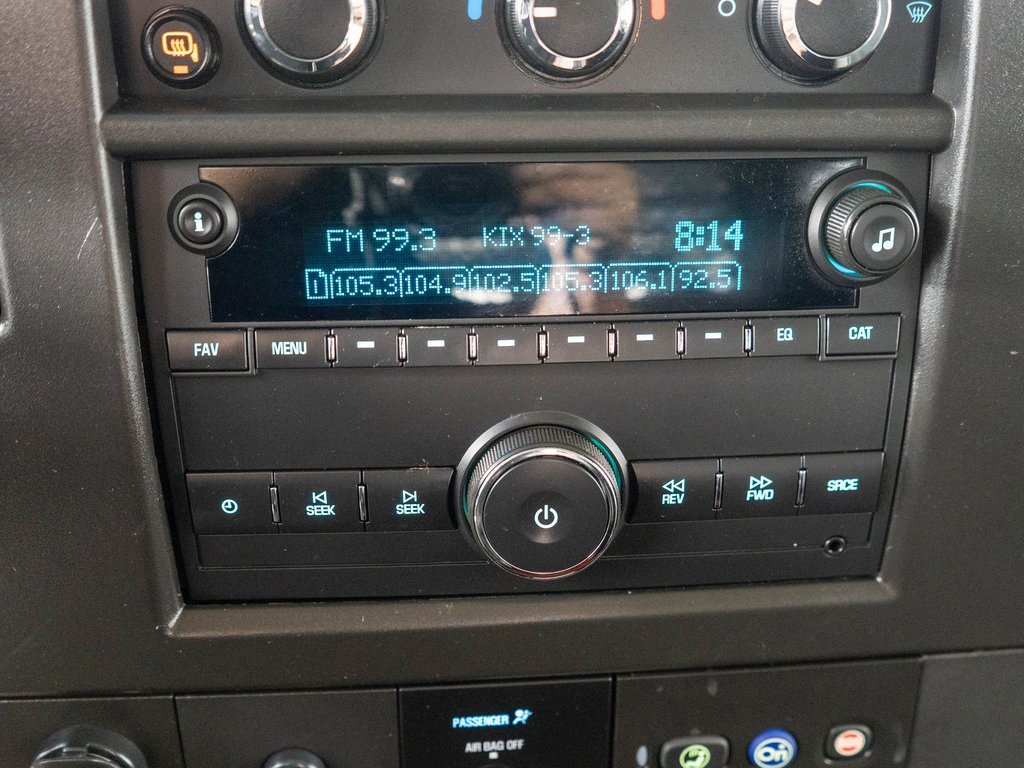 i
FM 99.3 KIX 99-3 8:14
D 105.3 104.9 102.5 105.3 106.1 92.5
FAV MENU EQ CAT
SEEK SEEK REV FWD SRCE
PASSENGER
AIR BAG OFF